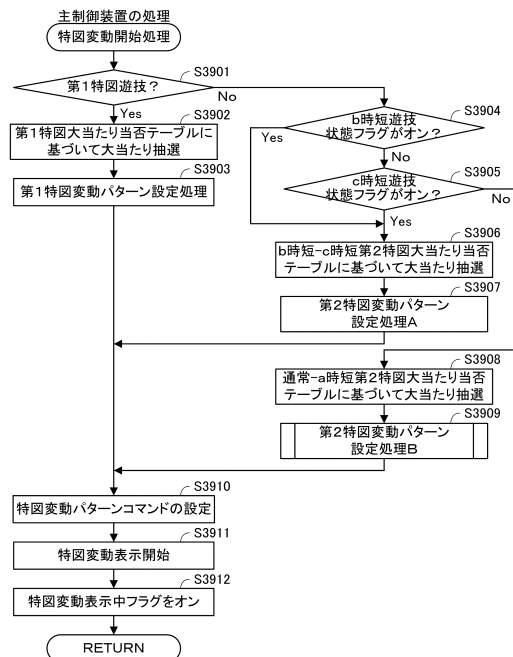 主制御装置の処理
特図変動開始処理
S3901
第1特図遊技?
No
Yes
S3902
第1特図大当たり当否テーブルに
基づいて大当たり抽選
S3903
第1特図変動パターン設定処理
S3904
b時短遊技
状態フラグがオン?
Yes
No
S3905
c時短遊技
状態フラグがオン?
No
Yes
S3906
b時短-c時短第2特図大当たり当否
テーブルに基づいて大当たり抽選
S3907
第2特図変動パターン
設定処理A
S3908
通常-a時短第2特図大当たり当否
テーブルに基づいて大当たり抽選
S3909
第2特図変動パターン
設定処理B
S3910
特図変動パターンコマンドの設定
S3911
特図変動表示開始
S3912
特図変動表示中フラグをオン
RETURN